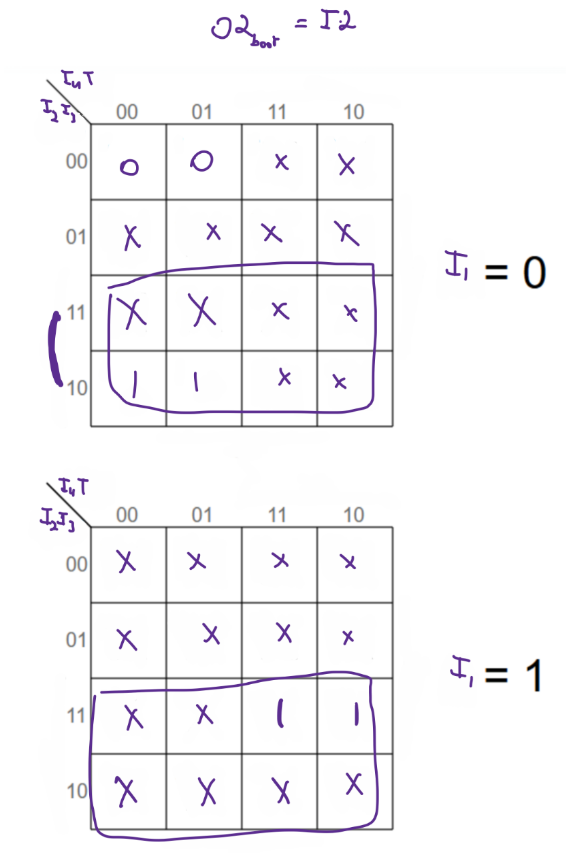 O2boot = I2
I4T
I2I3
00 01 11 10
00 0 0 x x
01 x x x x
11 x x x x
10 1 1 x x
I1 = 0
I4T
I2I3
00 01 11 10
00 x x x x
01 x x x x
11 x x 1 1
10 x x x x
I1 = 1